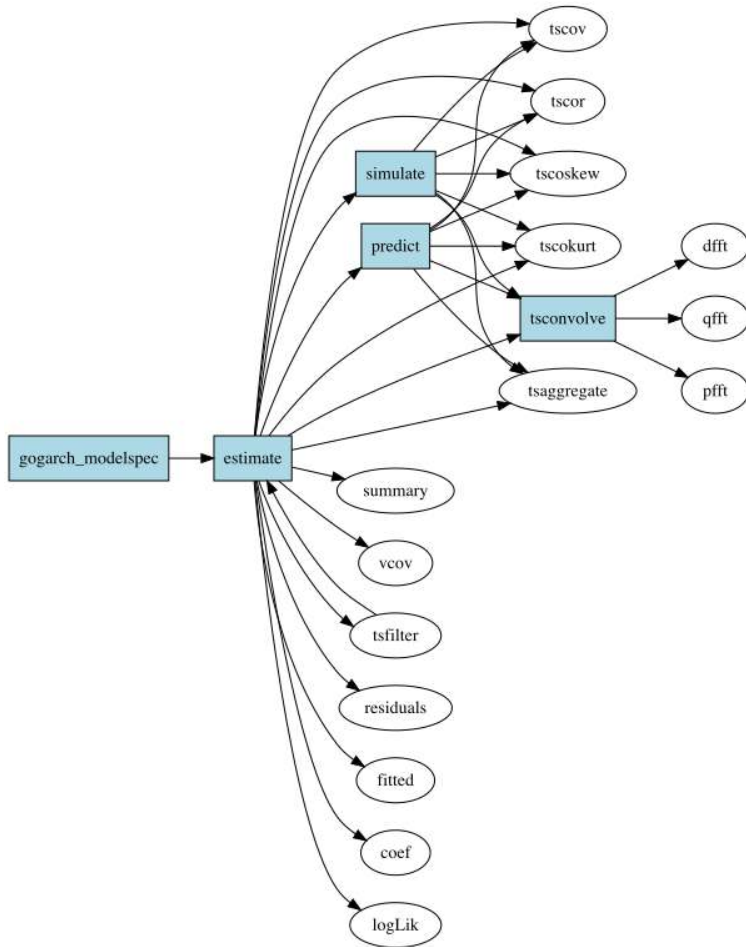 tscov
tscor
simulate
tscoskew
predict
tscokurt
dfft
tsconvolve
qfft
tsaggregate
pfft
gogarch_modelspec
estimate
summary
vcov
tsfilter
residuals
fitted
coef
logLik